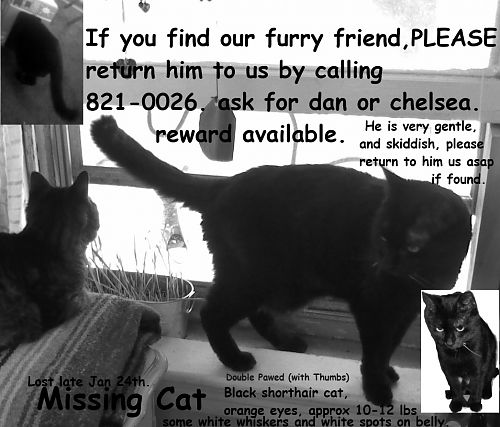 If you find our furry friend,PLEASE
return him to us by calling
821-0026. ask for dan or chelsea.
reward available.
He is very gentle,
and skiddish, please
return to him us asap
if found.
Lost late Jan 24th.
Missing Cat
Double Pawed (with Thumbs)
Black shorthair cat,
orange eyes, approx 10-12 lbs
some white whiskers and white spots on belly.